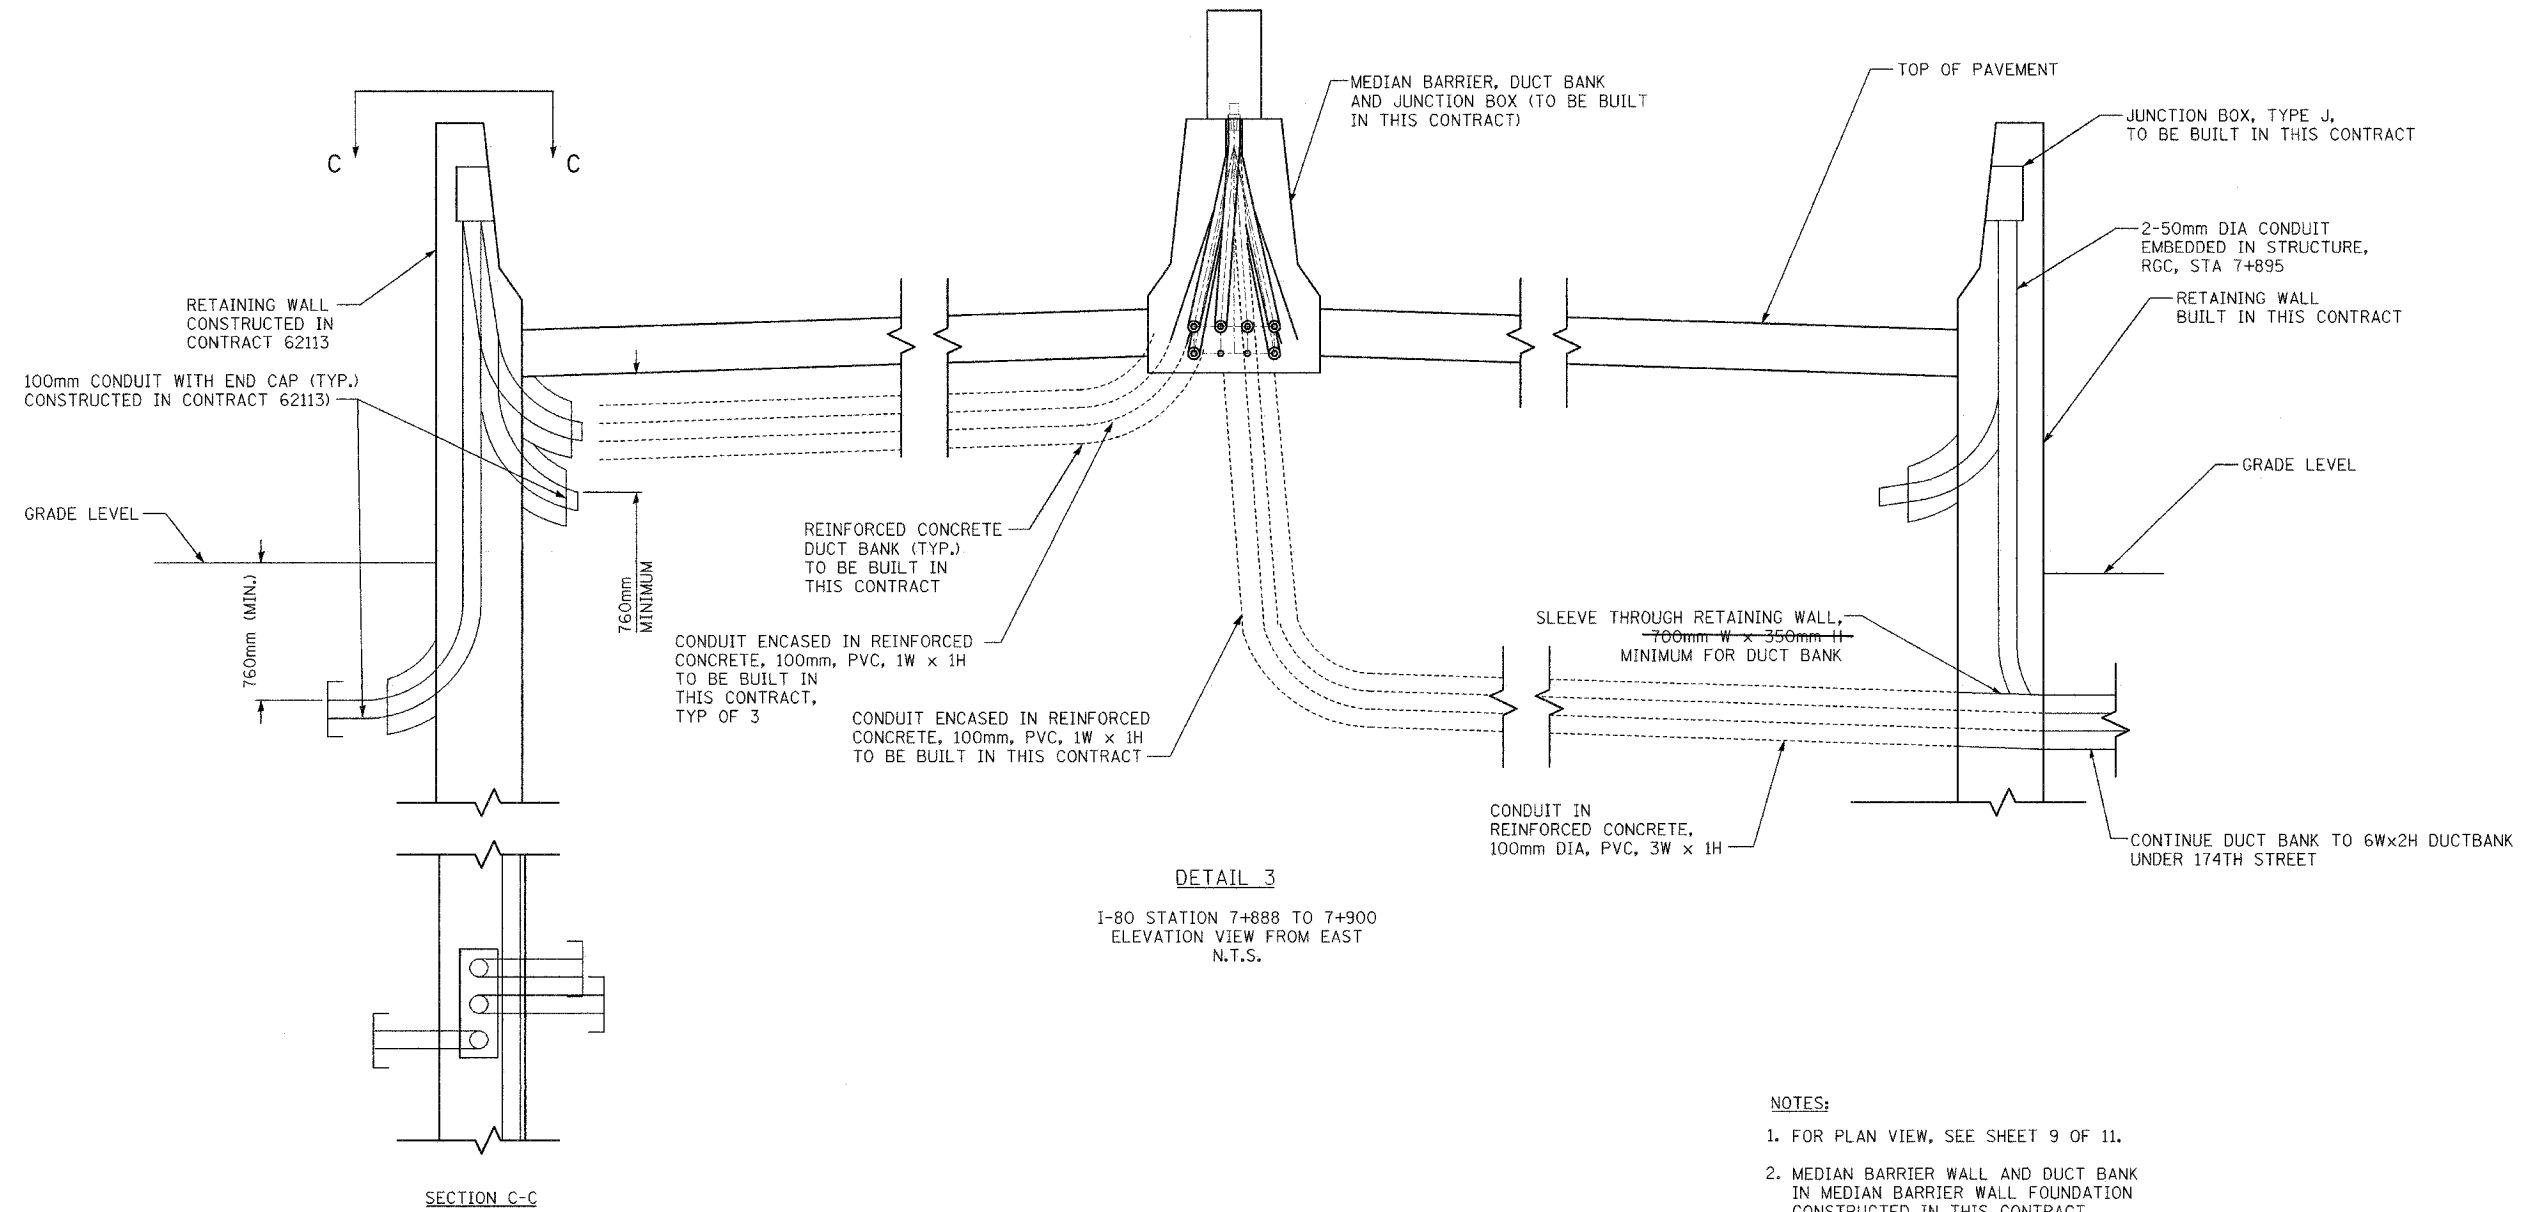 C
C
RETAINING WALL
CONSTRUCTED IN
CONTRACT 62113
100mm CONDUIT WITH END CAP (TYP.)
CONSTRUCTED IN CONTRACT 62113)
GRADE LEVEL
760mm (MIN.)
760mm
MINIMUM
MEDIAN BARRIER, DUCT BANK
AND JUNCTION BOX (TO BE BUILT
IN THIS CONTRACT)
TOP OF PAVEMENT
JUNCTION BOX, TYPE J,
TO BE BUILT IN THIS CONTRACT
2-50mm DIA CONDUIT
EMBEDDED IN STRUCTURE,
RGC, STA 7+895
RETAINING WALL
BUILT IN THIS CONTRACT
GRADE LEVEL
REINFORCED CONCRETE
DUCT BANK (TYP.)
TO BE BUILT IN
THIS CONTRACT
CONDUIT ENCASED IN REINFORCED
CONCRETE, 100mm, PVC, 1W x 1H
TO BE BUILT IN
THIS CONTRACT,
TYP OF 3
CONDUIT ENCASED IN REINFORCED
CONCRETE, 100mm, PVC, 1W x 1H
TO BE BUILT IN THIS CONTRACT
SLEEVE THROUGH RETAINING WALL,
700mm W x 350mm H
MINIMUM FOR DUCT BANK
CONDUIT IN
REINFORCED CONCRETE,
100mm DIA, PVC, 3W x 1H
CONTINUE DUCT BANK TO 6Wx2H DUCTBANK
UNDER 174TH STREET
DETAIL 3
I-80 STATION 7+888 TO 7+900
ELEVATION VIEW FROM EAST
N.T.S.
SECTION C-C
NOTES:
1. FOR PLAN VIEW, SEE SHEET 9 OF 11.
2. MEDIAN BARRIER WALL AND DUCT BANK
IN MEDIAN BARRIER WALL FOUNDATION
CONSTRUCTED IN THIS CONTRACT